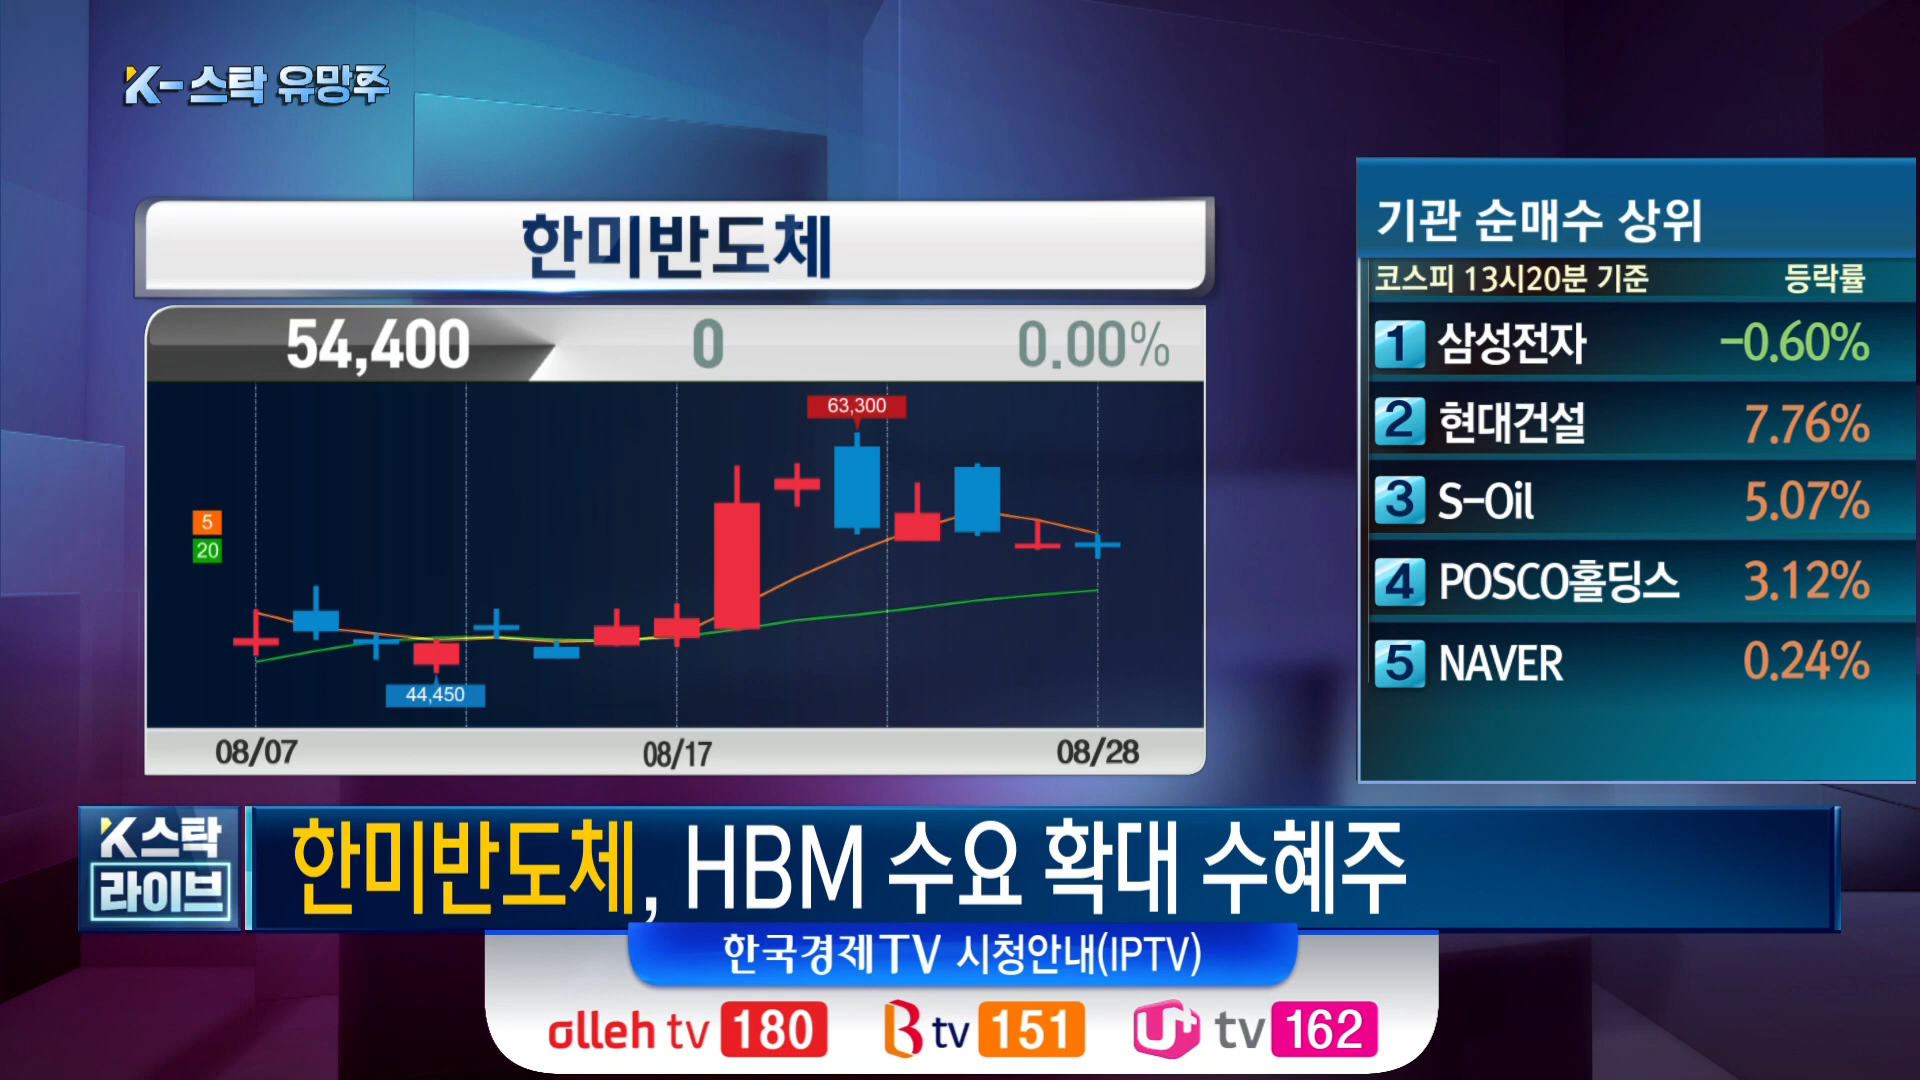 K-스탁 유망주
한미반도체
54,400 0 0.00%
63,300
5
20
44,450
08/07 08/17 08/28
기관 순매수 상위
코스피 13시20분 기준 등락률
1 삼성전자 -0.60%
2 현대건설 7.76%
3 S-Oil 5.07%
4 POSCO홀딩스 3.12%
5 NAVER 0.24%
K스탁
라이브
한미반도체, HBM 수요 확대 수혜주
한국경제TV 시청안내(IPTV)
olleh tv 180 B tv 151 U+ tv 162